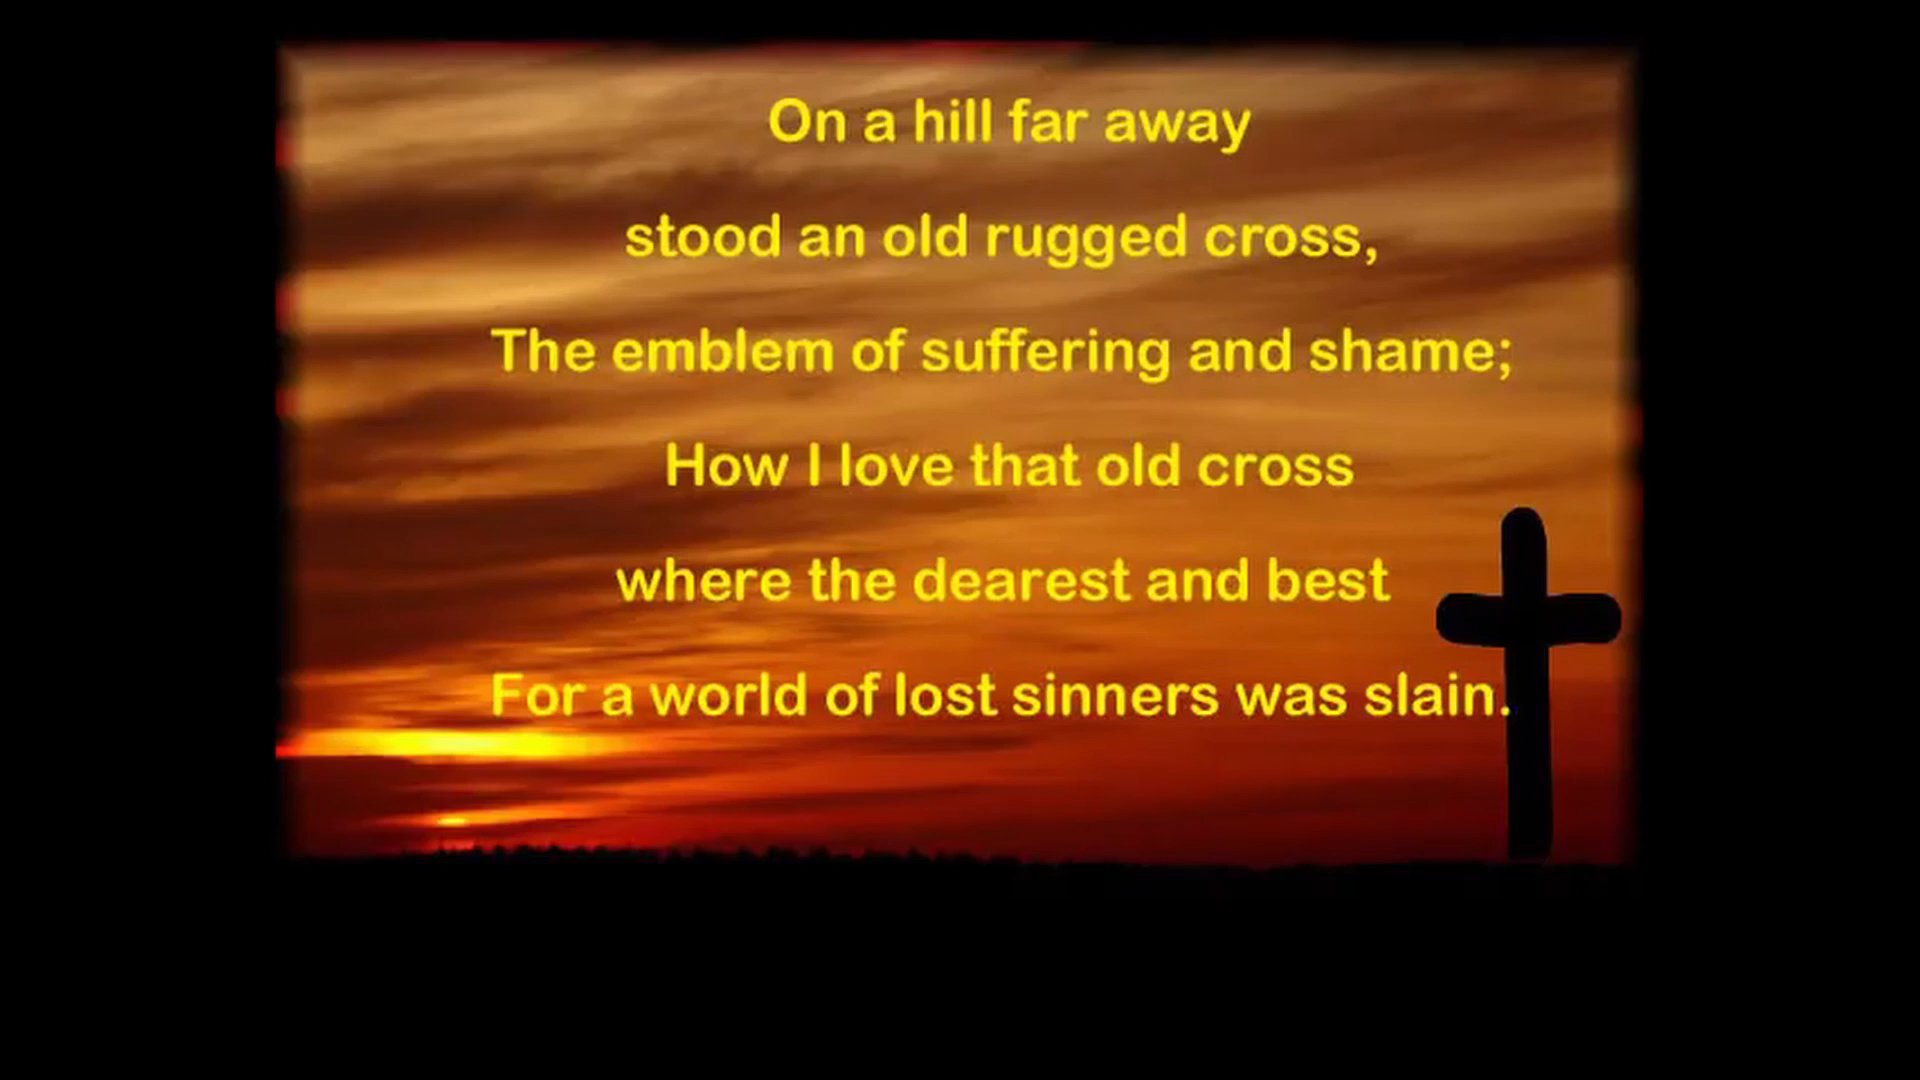 On a hill far away
stood an old rugged cross,
The emblem of suffering and shame;
How I love that old cross
where the dearest and best
For a world of lost sinners was slain.